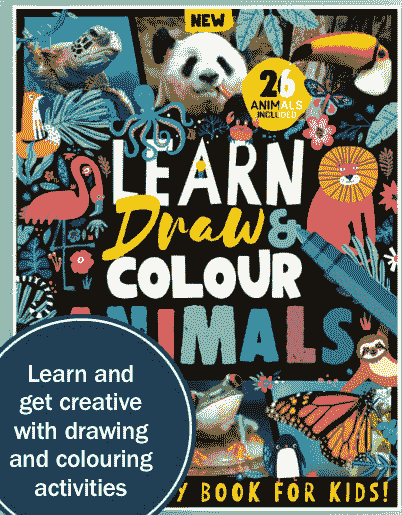 NEW
26
ANIMALS
INCLUDED
LEARN
Draw &
COLOUR
ANIMALS
Learn and
get creative
with drawing
and colouring
activities
Y BOOK FOR KIDS!